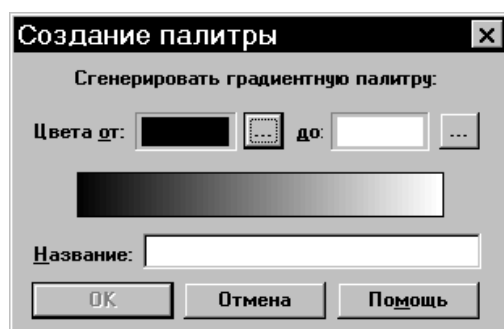 Создание палитры
Сгенерировать градиентную палитру:
Цвета от: ... до: ...
Название:
OK Отмена Помощь